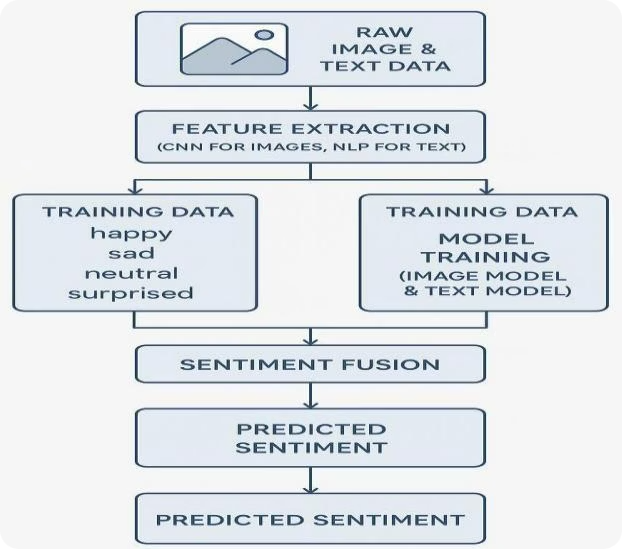 RAW
IMAGE &
TEXT DATA
FEATURE EXTRACTION
(CNN FOR IMAGES, NLP FOR TEXT)
TRAINING DATA
happy
sad
neutral
surprised
TRAINING DATA
MODEL
TRAINING
(IMAGE MODEL
& TEXT MODEL)
SENTIMENT FUSION
PREDICTED
SENTIMENT
PREDICTED SENTIMENT